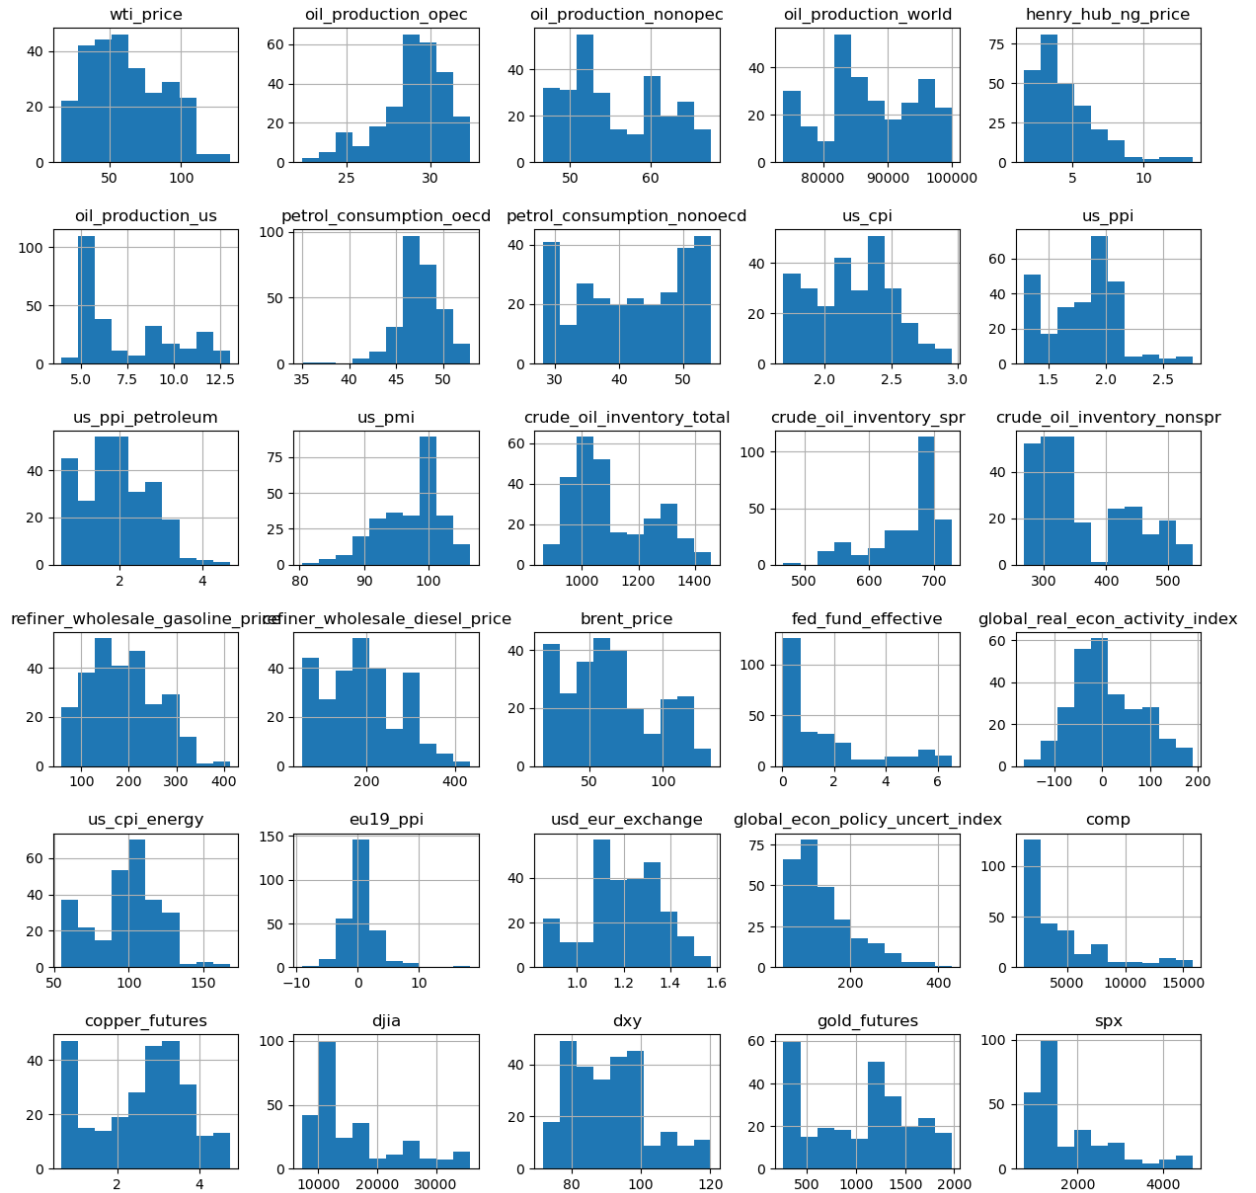 wti_price oil_production_opec oil_production_nonopec oil_production_world henry_hub_ng_price
40 20 0 50 100
60 40 20 0 25 30
40 20 0 50 60
40 20 0 80000 90000 100000
75 50 25 0 5 10
oil_production_us petrol_consumption_oecd petrol_consumption_nonoecd us_cpi us_ppi
100 50 0 5.0 7.5 10.0 12.5
100 50 0 35 40 45 50
40 20 0 30 40 50
40 20 0 2.0 2.5 3.0
60 40 20 0 1.5 2.0 2.5
us_ppi_petroleum us_pmi crude_oil_inventory_total crude_oil_inventory_spr crude_oil_inventory_nonspr
40 20 0 2 4
75 50 25 0 80 90 100
60 40 20 0 1000 1200 1400
100 50 0 500 600 700
40 20 0 300 400 500
refiner_wholesale_gasoline_price refiner_wholesale_diesel_price brent_price fed_fund_effective global_real_econ_activity_index
40 20 0 100 200 300 400
40 20 0 200 400
40 20 0 50 100
100 50 0 0 2 4 6
60 40 20 0 −100 0 100 200
us_cpi_energy eu19_ppi usd_eur_exchange global_econ_policy_uncert_index comp
60 40 20 0 50 100 150
150 100 50 0 −10 0 10
40 20 0 1.0 1.2 1.4 1.6
75 50 25 0 200 400
100 50 0 5000 10000 15000
copper_futures djia dxy gold_futures spx
40 20 0 2 4
100 50 0 10000 20000 30000
40 20 0 80 100 120
60 40 20 0 500 1000 1500 2000
100 50 0 2000 4000